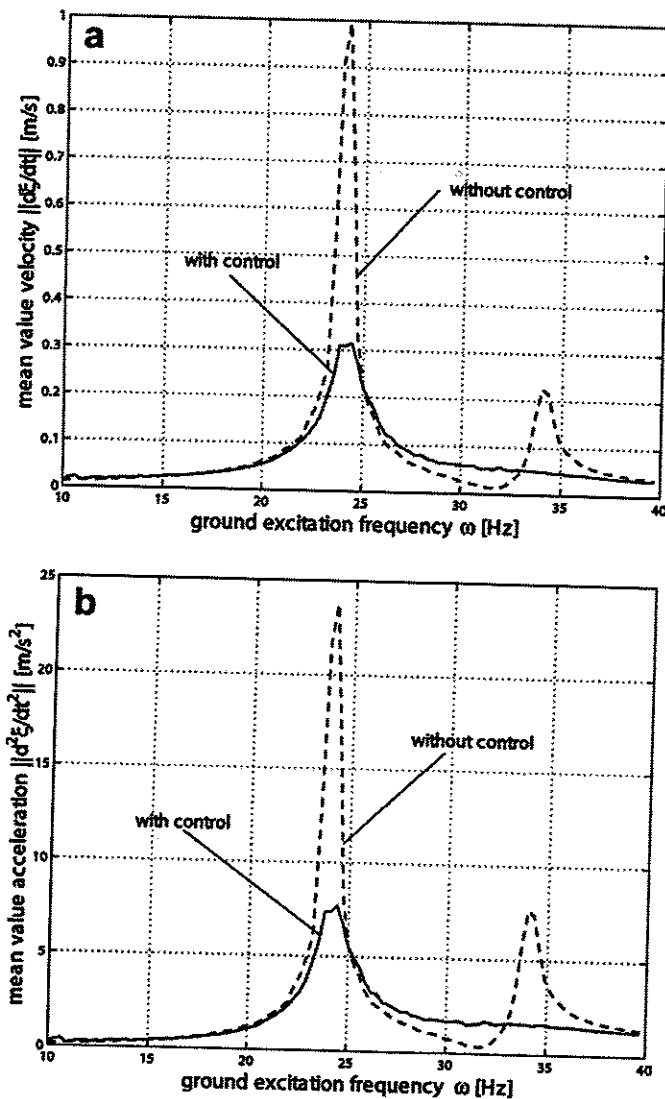 a
1
0.9
0.8
0.7
0.6
0.5
0.4
0.3
0.2
0.1
0
mean value velocity ||dξ/dt|| [m/s]
without control
with control
10 15 20 25 30 35 40
ground excitation frequency ω [Hz]
b
25
20
15
10
5
0
mean value acceleration ||d²ξ/dt²|| [m/s²]
without control
with control
10 15 20 25 30 35 40
ground excitation frequency ω [Hz]